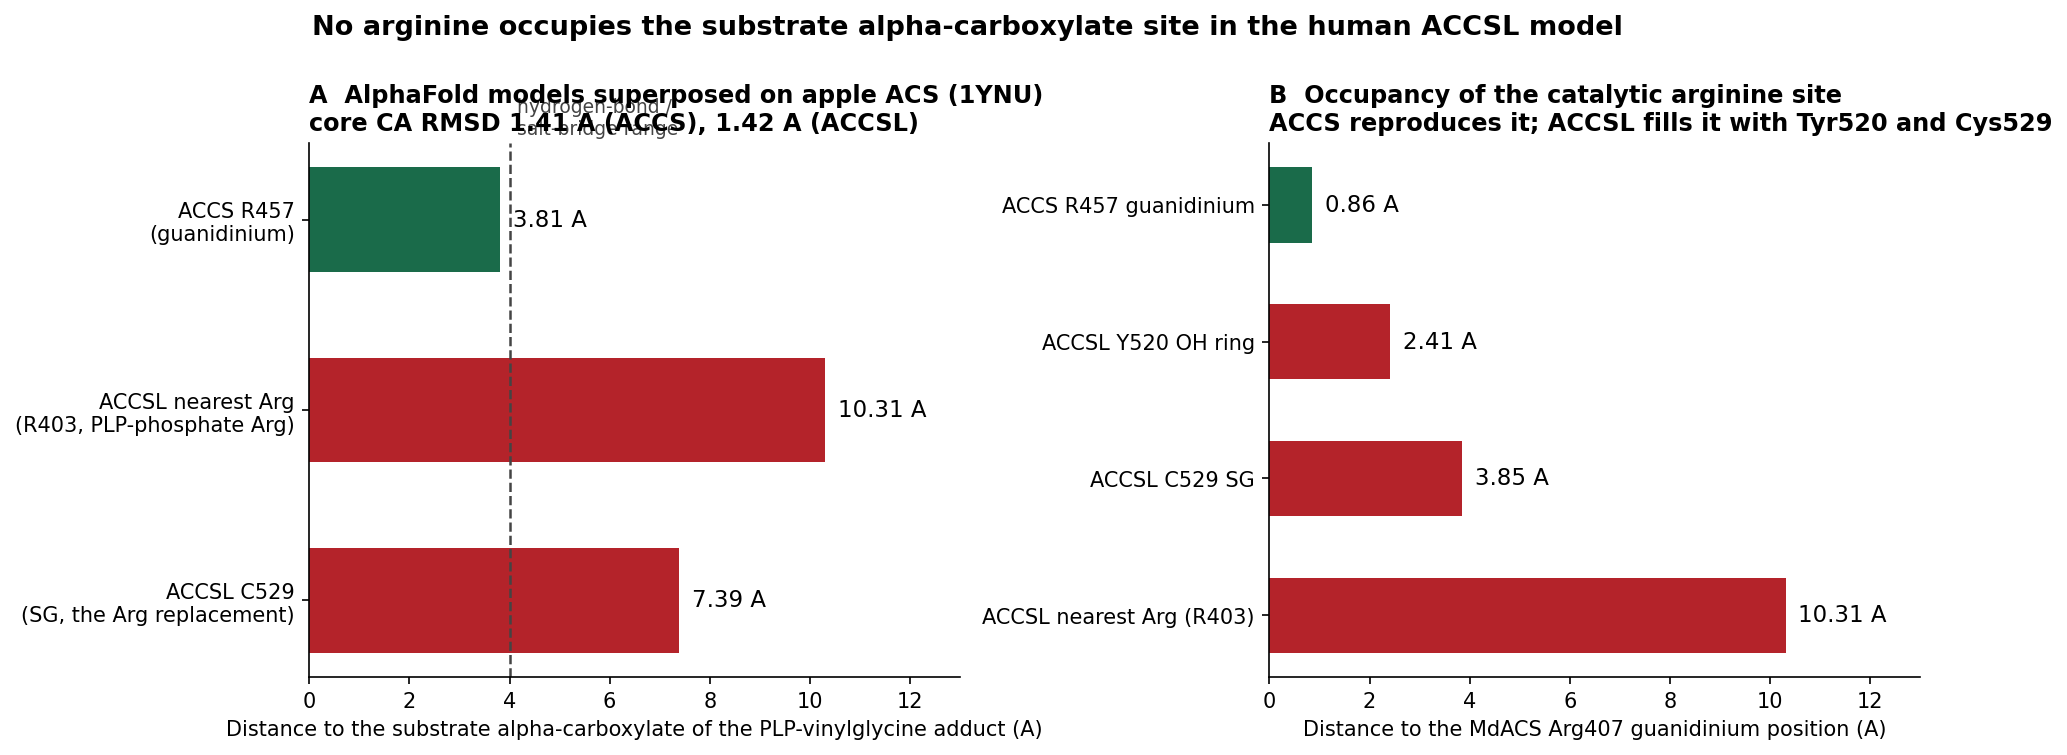 No arginine occupies the substrate alpha-carboxylate site in the human ACCSL model
A AlphaFold models superposed on apple ACS (1YNU)
core CA RMSD 1.41 A (ACCS), 1.42 A (ACCSL)
hydrogen-bond /
salt-bridge range
ACCS R457
(guanidinium)
3.81 A
ACCSL nearest Arg
(R403, PLP-phosphate Arg)
10.31 A
ACCSL C529
(SG, the Arg replacement)
7.39 A
0 2 4 6 8 10 12
Distance to the substrate alpha-carboxylate of the PLP-vinylglycine adduct (A)
B Occupancy of the catalytic arginine site
ACCS reproduces it; ACCSL fills it with Tyr520 and Cys529
ACCS R457 guanidinium
0.86 A
ACCSL Y520 OH ring
2.41 A
ACCSL C529 SG
3.85 A
ACCSL nearest Arg (R403)
10.31 A
0 2 4 6 8 10 12
Distance to the MdACS Arg407 guanidinium position (A)